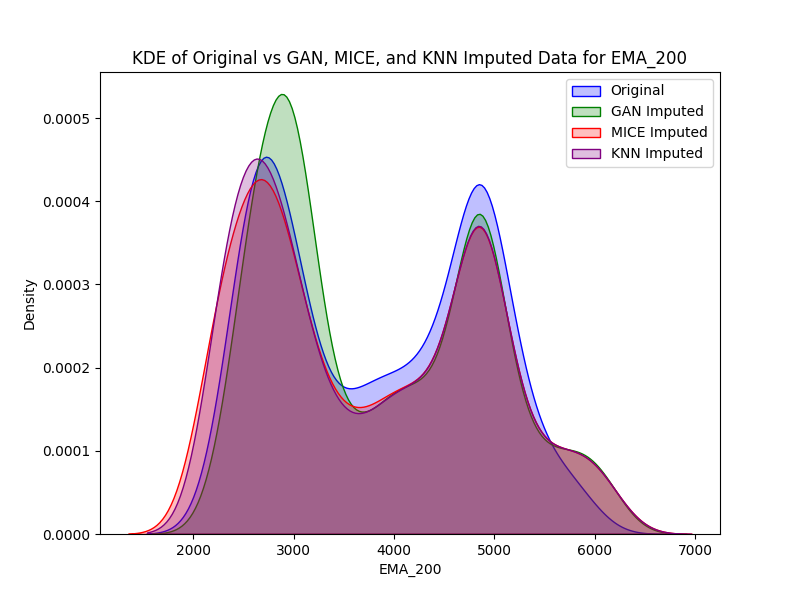 KDE of Original vs GAN, MICE, and KNN Imputed Data for EMA_200
Original
GAN Imputed
MICE Imputed
KNN Imputed
Density
0.0005
0.0004
0.0003
0.0002
0.0001
0.0000
2000 3000 4000 5000 6000 7000
EMA_200